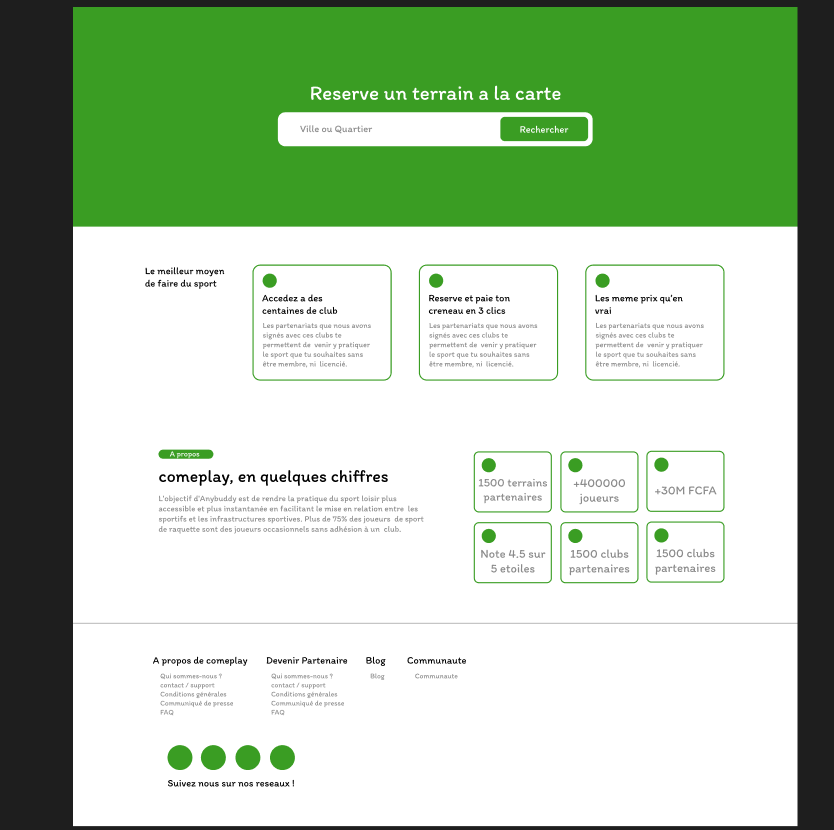 Reserve un terrain a la carte
Ville ou Quartier
Rechercher
Le meilleur moyen
de faire du sport
Accedez a des
centaines de club
Les partenariats que nous avons
signés avec ces clubs te
permettent de venir y pratiquer
le sport que tu souhaites sans
être membre, ni licencié.
Reserve et paie ton
creneau en 3 clics
Les partenariats que nous avons
signés avec ces clubs te
permettent de venir y pratiquer
le sport que tu souhaites sans
être membre, ni licencié.
Les meme prix qu'en
vrai
Les partenariats que nous avons
signés avec ces clubs te
permettent de venir y pratiquer
le sport que tu souhaites sans
être membre, ni licencié.
A propos
comeplay, en quelques chiffres
L'objectif d'Anybuddy est de rendre la pratique du sport loisir plus
accessible et plus instantanée en facilitant le mise en relation entre les
sportifs et les infrastructures sportives. Plus de 75% des joueurs de sport
de raquette sont des joueurs occasionnels sans adhésion à un club.
1500 terrains
partenaires
+400000
joueurs
+30M FCFA
Note 4.5 sur
5 etoiles
1500 clubs
partenaires
1500 clubs
partenaires
A propos de comeplay
Qui sommes-nous ?
contact / support
Conditions générales
Communiqué de presse
FAQ
Devenir Partenaire
Qui sommes-nous ?
contact / support
Conditions générales
Communiqué de presse
FAQ
Blog
Blog
Communaute
Communaute
Suivez nous sur nos reseaux !